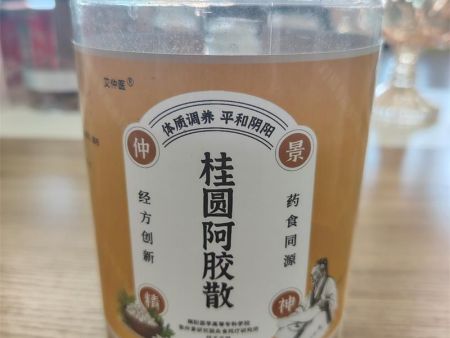 艾仲医®
体质调养 平和阴阳
仲
景
经方创新
桂圆阿胶散
药食同源
精
神